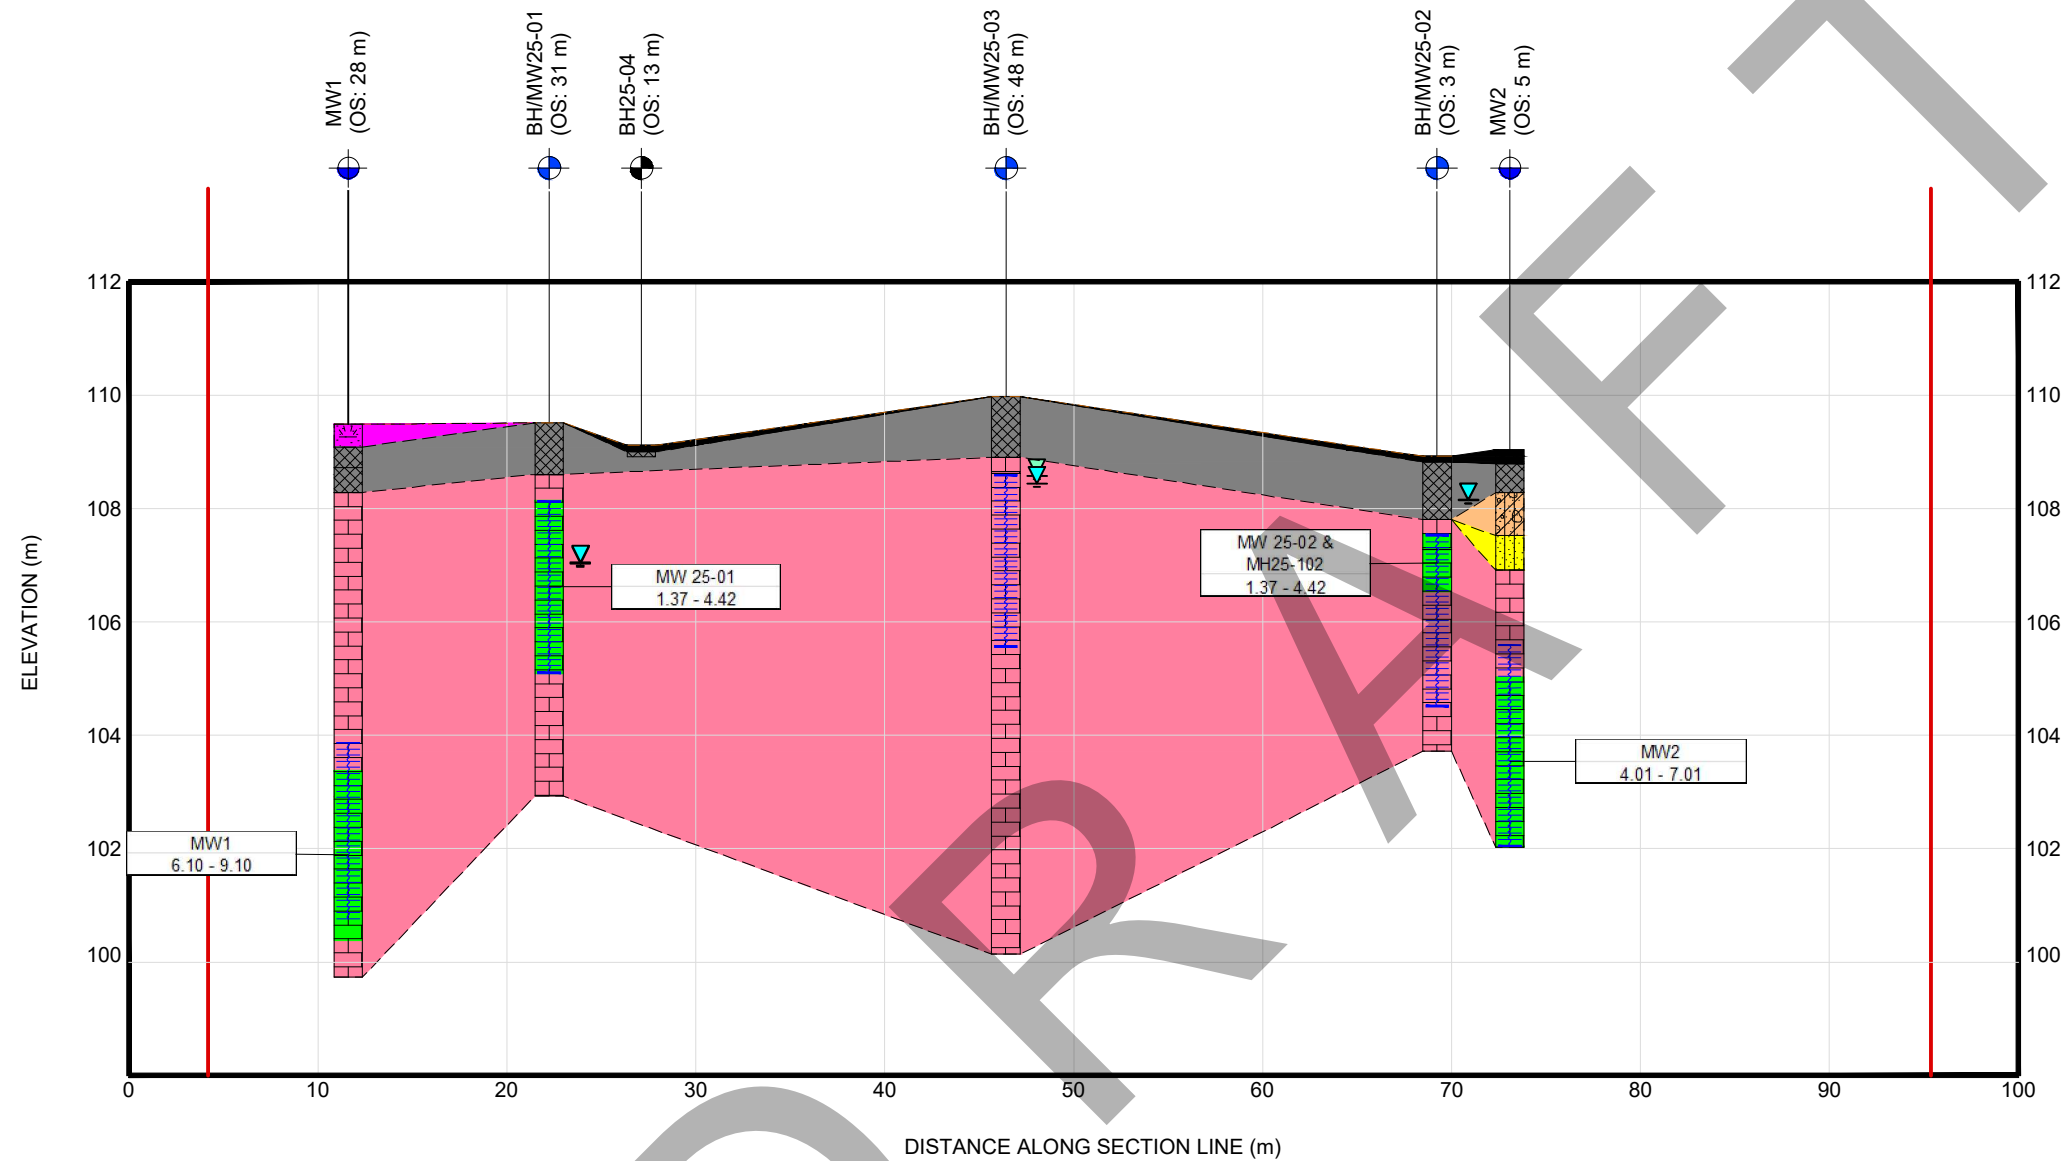 MW1
(OS: 28 m)
BH/MW25-01
(OS: 31 m)
BH25-04
(OS: 13 m)
BH/MW25-03
(OS: 48 m)
BH/MW25-02
(OS: 3 m)
MW2
(OS: 5 m)
112
110
108
106
104
102
100
ELEVATION (m)
112
110
108
106
104
102
100
MW 25-01
1.37 - 4.42
MW 25-02 &
MH25-102
1.37 - 4.42
MW2
4.01 - 7.01
MW1
6.10 - 9.10
0 10 20 30 40 50 60 70 80 90 100
DISTANCE ALONG SECTION LINE (m)
DRAFT